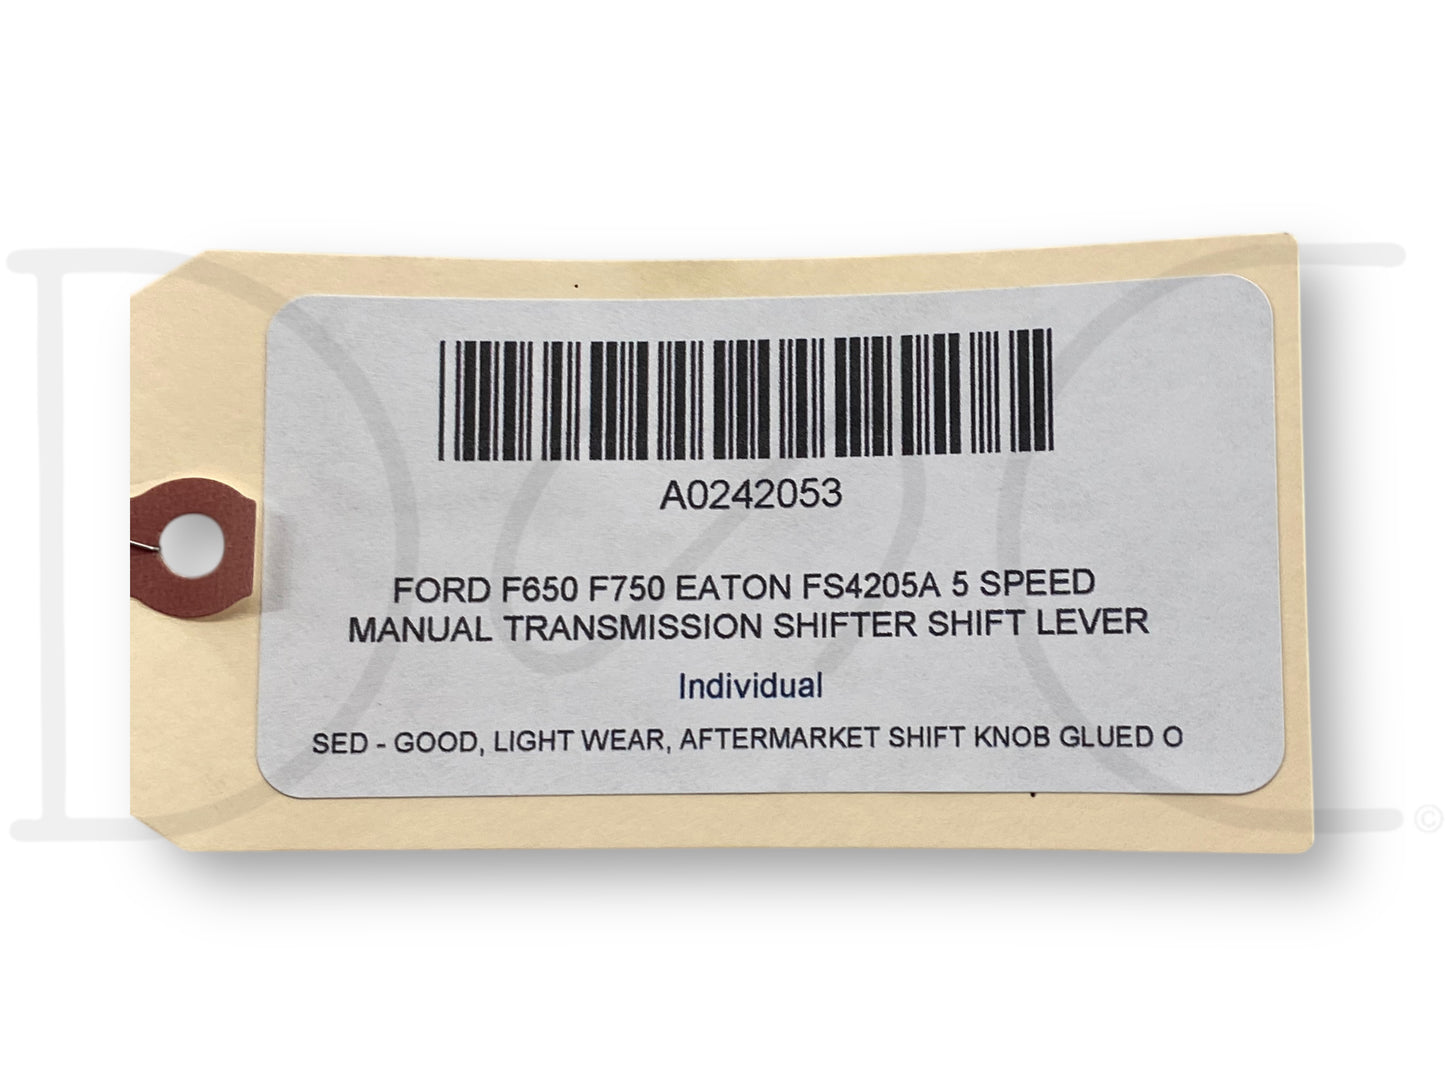 A0242053
FORD F650 F750 EATON FS4205A 5 SPEED
MANUAL TRANSMISSION SHIFTER SHIFT LEVER
Individual
SED - GOOD, LIGHT WEAR, AFTERMARKET SHIFT KNOB GLUED O
©